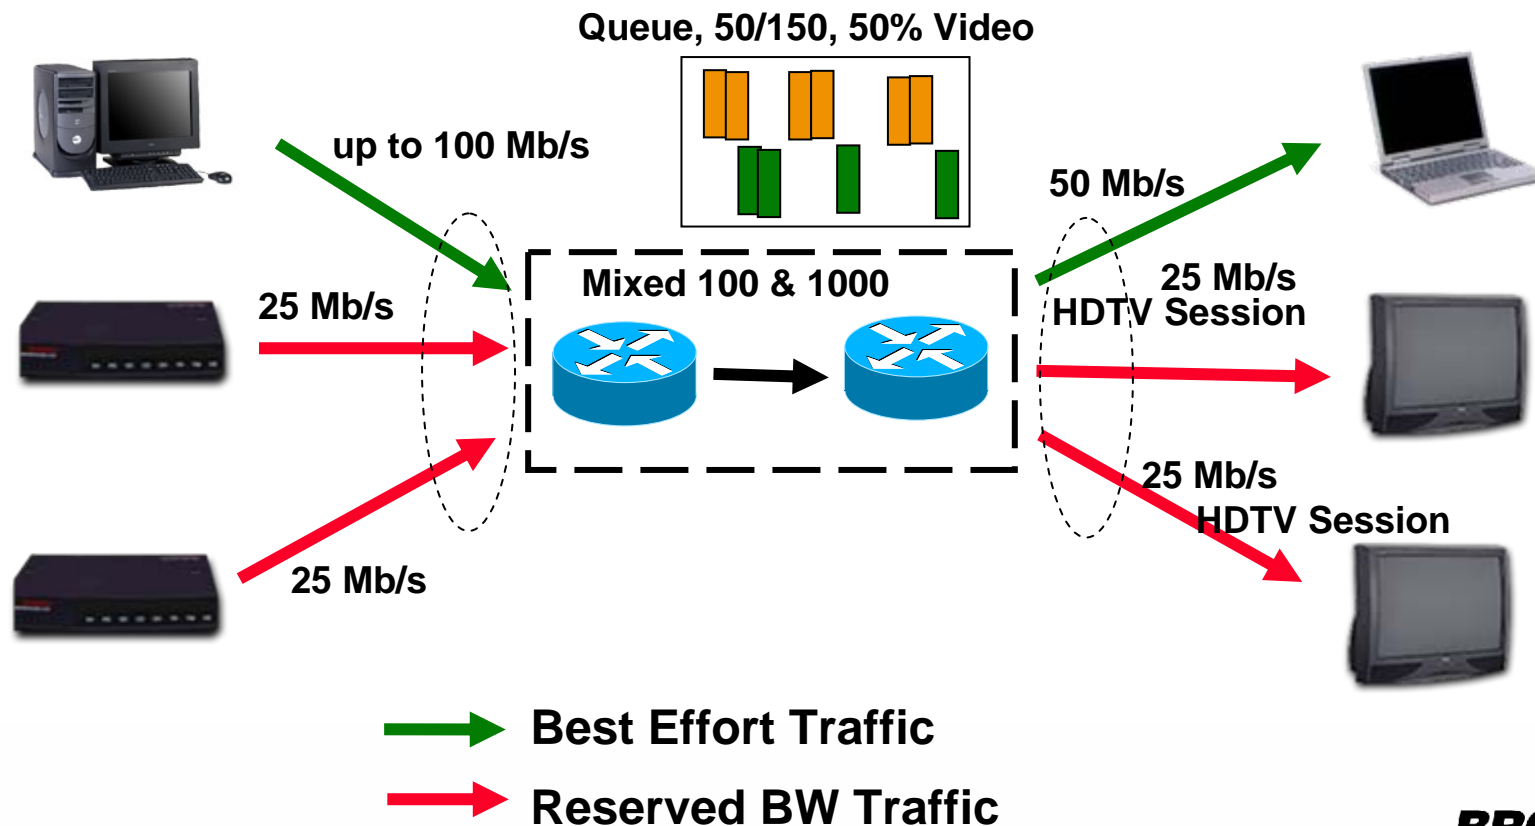 Queue, 50/150, 50% Video
up to 100 Mb/s
50 Mb/s
25 Mb/s
Mixed 100 & 1000
25 Mb/s
HDTV Session
25 Mb/s
HDTV Session
25 Mb/s
Best Effort Traffic
Reserved BW Traffic